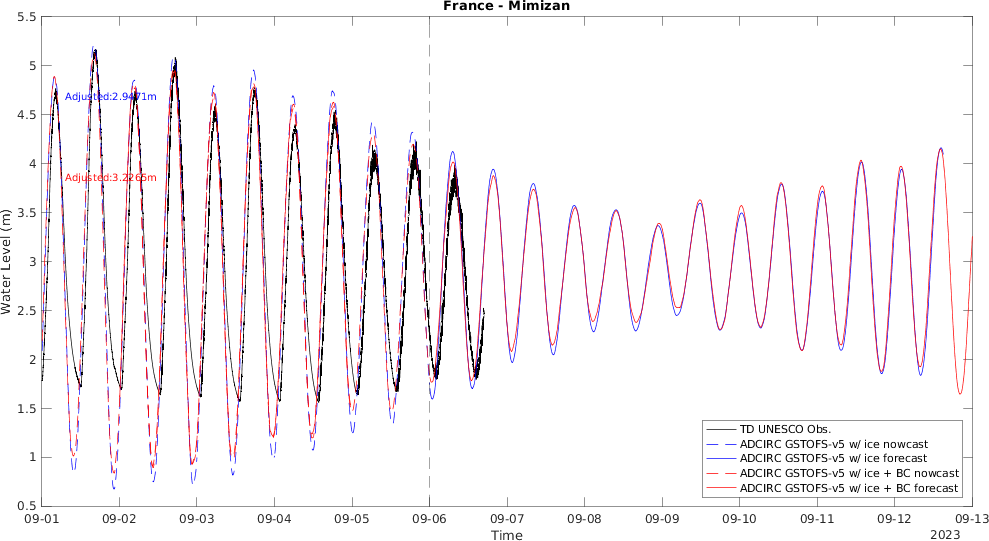 France - Mimizan
5.5
5
4.5
4
3.5
3
2.5
2
1.5
1
0.5
Water Level (m)
Adjusted:2.9471m
Adjusted:3.2265m
TD UNESCO Obs.
ADCIRC GSTOFS-v5 w/ ice nowcast
ADCIRC GSTOFS-v5 w/ ice forecast
ADCIRC GSTOFS-v5 w/ ice + BC nowcast
ADCIRC GSTOFS-v5 w/ ice + BC forecast
09-01 09-02 09-03 09-04 09-05 09-06 09-07 09-08 09-09 09-10 09-11 09-12 09-13
Time
2023